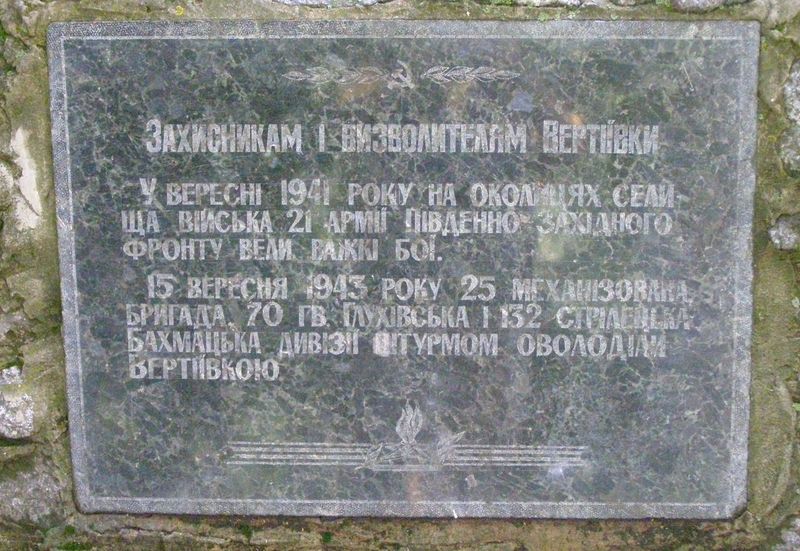 Захисникам і визволителям Вертіївки
У вересні 1941 року на околицях сели-
ща війська 21 армії Південно-Західного
фронту вели важкі бої.
15 вересня 1943 року 25 механізована
бригада, 70 гв. Глухівська і 132 стрілецька
Бахмацька дивізії штурмом оволоділи
Вертіївкою